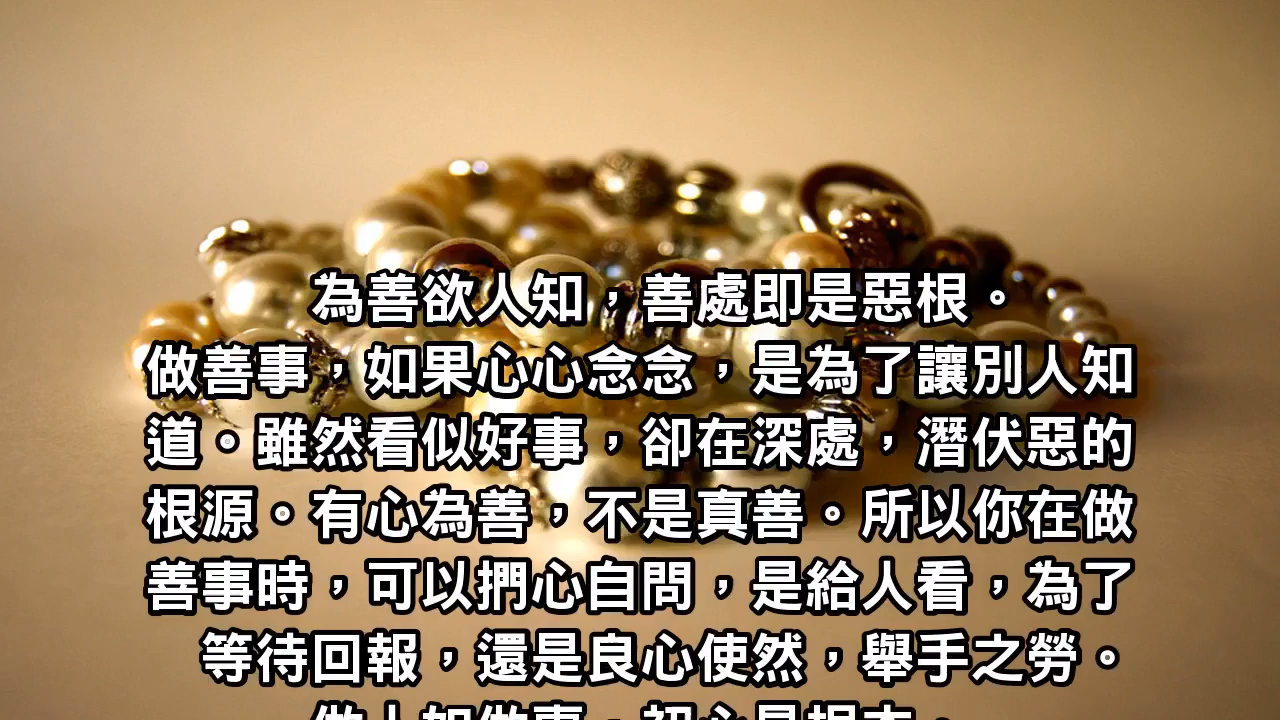 為善欲人知，善處即是惡根。
做善事，如果心心念念，是為了讓別人知
道。雖然看似好事，卻在深處，潛伏惡的
根源。有心為善，不是真善。所以你在做
善事時，可以捫心自問，是給人看，為了
等待回報，還是良心使然，舉手之勞。